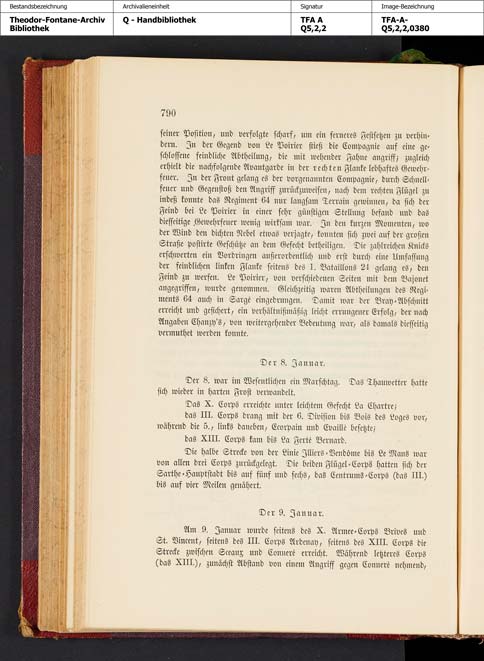 Bestandsbezeichnung
Archivalieneinheit
Signatur
Image-Bezeichnung
Theodor-Fontane-Archiv
Bibliothek
Q - Handbibliothek
TFA A
Q5,2,2
TFA-A-
Q5,2,2,0380
790
seiner Position, und verfolgte scharf, um ein ferneres Festsetzen zu verhin-
dern. In der Gegend von Le Poirier stieß die Compagnie auf eine ge-
schlossene feindliche Abtheilung, die mit wehender Fahne angriff; zugleich
erhielt die nachfolgende Avantgarde in der rechten Flanke lebhaftes Gewehr-
feuer. In der Front gelang es der vorgenannten Compagnie, durch Schnell-
feuer und Gegenstoß den Angriff zurückzuweisen, nach dem rechten Flügel zu
indeß konnte das Regiment 64 nur langsam Terrain gewinnen, da sich der
Feind bei Le Poirier in einer sehr günstigen Stellung befand und das
diesseitige Gewehrfeuer wenig wirksam war. In den kurzen Momenten, wo
der Wind den dichten Nebel etwas verjagte, konnten sich zwei auf der großen
Straße postirte Geschütze an dem Gefecht betheiligen. Die zahlreichen Knicks
erschwerten ein Vordringen außerordentlich und erst durch eine Umfassung
der feindlichen linken Flanke seitens des 1. Bataillons 24 gelang es, den
Feind zu werfen. Le Poirier, von verschiedenen Seiten mit dem Bajonet
angegriffen, wurde genommen. Gleichzeitig waren Abtheilungen des Regi-
ments 64 auch in Sargé eingedrungen. Damit war der Bray-Abschnitt
erreicht und gesichert, ein verhältnißmäßig leicht errungener Erfolg, der nach
Angaben Chanzy's, von weitergehender Bedeutung war, als damals diesseitig
vermuthet werden konnte.
Der 8. Januar.
Der 8. war im Wesentlichen ein Marschtag. Das Thauwetter hatte
sich wieder in harten Frost verwandelt.
Das X. Corps erreichte unter leichtem Gefecht La Chartre;
das III. Corps drang mit der 6. Division bis Bois des Loges vor,
während die 5., links daneben, Ecorpain und Evaillé besetzte;
das XIII. Corps kam bis La Ferté Bernard.
Die halbe Strecke von der Linie Illiers-Vendôme bis Le Mans war
von allen drei Corps zurückgelegt. Die beiden Flügel-Corps hatten sich der
Sarthe-Hauptstadt bis auf fünf und sechs, das Centrums-Corps (das III.)
bis auf vier Meilen genähert.
Der 9. Januar.
Am 9. Januar wurde seitens des X. Armee-Corps Brives und
St. Vincent, seitens des III. Corps Ardenay, seitens des XIII. Corps die
Strecke zwischen Sceaux und Conneré erreicht. Während letzteres Corps
(das XIII.), zunächst Abstand von einem Angriff gegen Conneré nehmend,